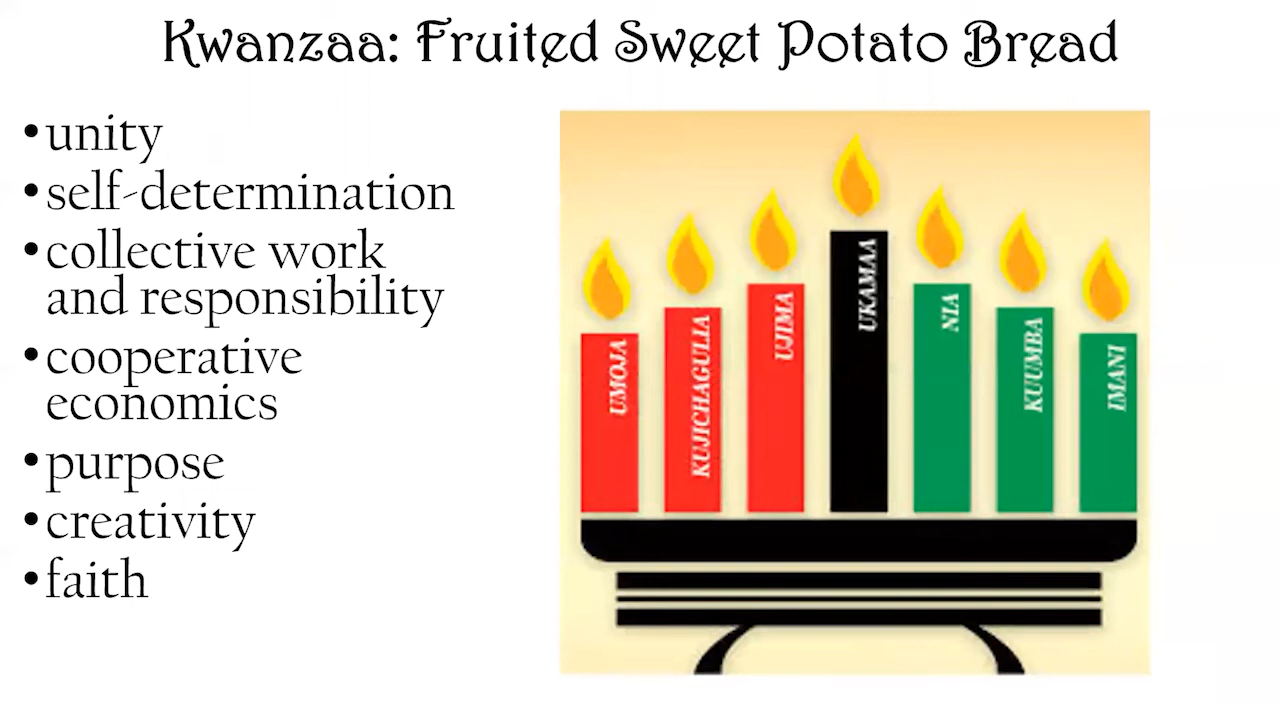 Kwanzaa: Fruited Sweet Potato Bread
•unity
•self-determination
•collective work
and responsibility
•cooperative
economics
•purpose
•creativity
•faith
UMOJA
KUJICHAGULIA
UJIMA
UKAMAA
NIA
KUUMBA
IMANI